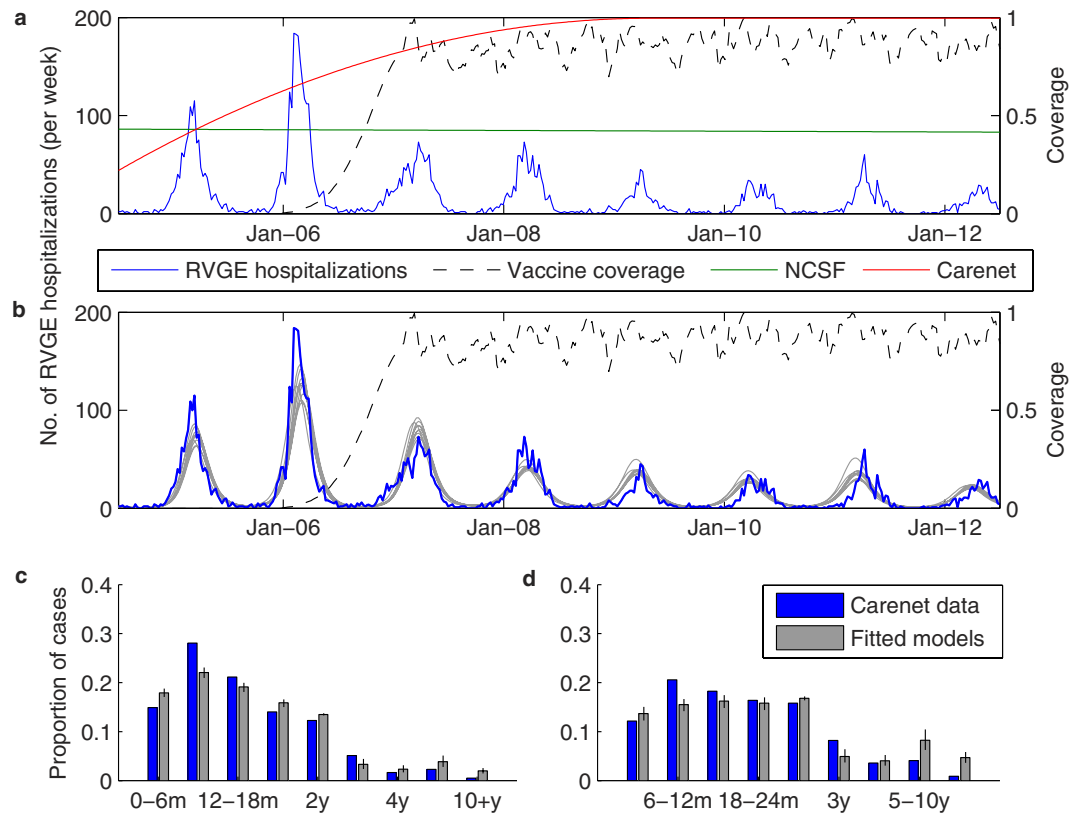 a
No. of RVGE hospitalizations (per week)
200
100
0
1
0.5
0
Coverage
Jan–06
Jan–08
Jan–10
Jan–12
RVGE hospitalizations
Vaccine coverage
NCSF
Carenet
b
200
100
0
1
0.5
0
Coverage
Jan–06
Jan–08
Jan–10
Jan–12
c
Proportion of cases
0.4
0.3
0.2
0.1
0
0–6m
12–18m
2y
4y
10+y
d
0.4
0.3
0.2
0.1
0
Carenet data
Fitted models
6–12m
18–24m
3y
5–10y